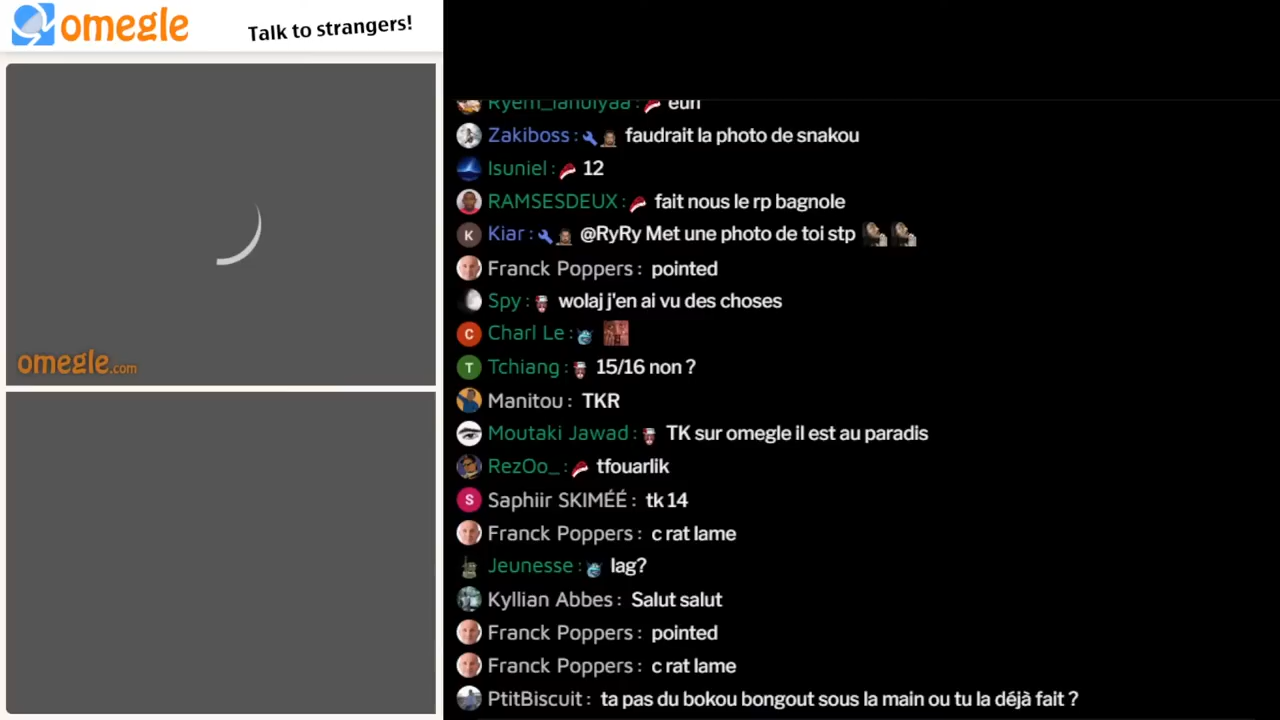 omegle
Talk to strangers!
omegle.com
Ryem_lahulyaa : euh
Zakiboss : faudrait la photo de snakou
Isuniel : 12
RAMSESDEUX : fait nous le rp bagnole
K Kiar : @RyRy Met une photo de toi stp
Franck Poppers : pointed
Spy : wolaj j'en ai vu des choses
C Charl Le :
T Tchiang : 15/16 non ?
Manitou : TKR
Moutaki Jawad : TK sur omegle il est au paradis
RezOo_ : tfouarlik
S Saphiir SKIMÉÉ : tk 14
Franck Poppers : c rat lame
Jeunesse : lag?
Kyllian Abbes : Salut salut
Franck Poppers : pointed
Franck Poppers : c rat lame
PtitBiscuit : ta pas du bokou bongout sous la main ou tu la déjà fait ?